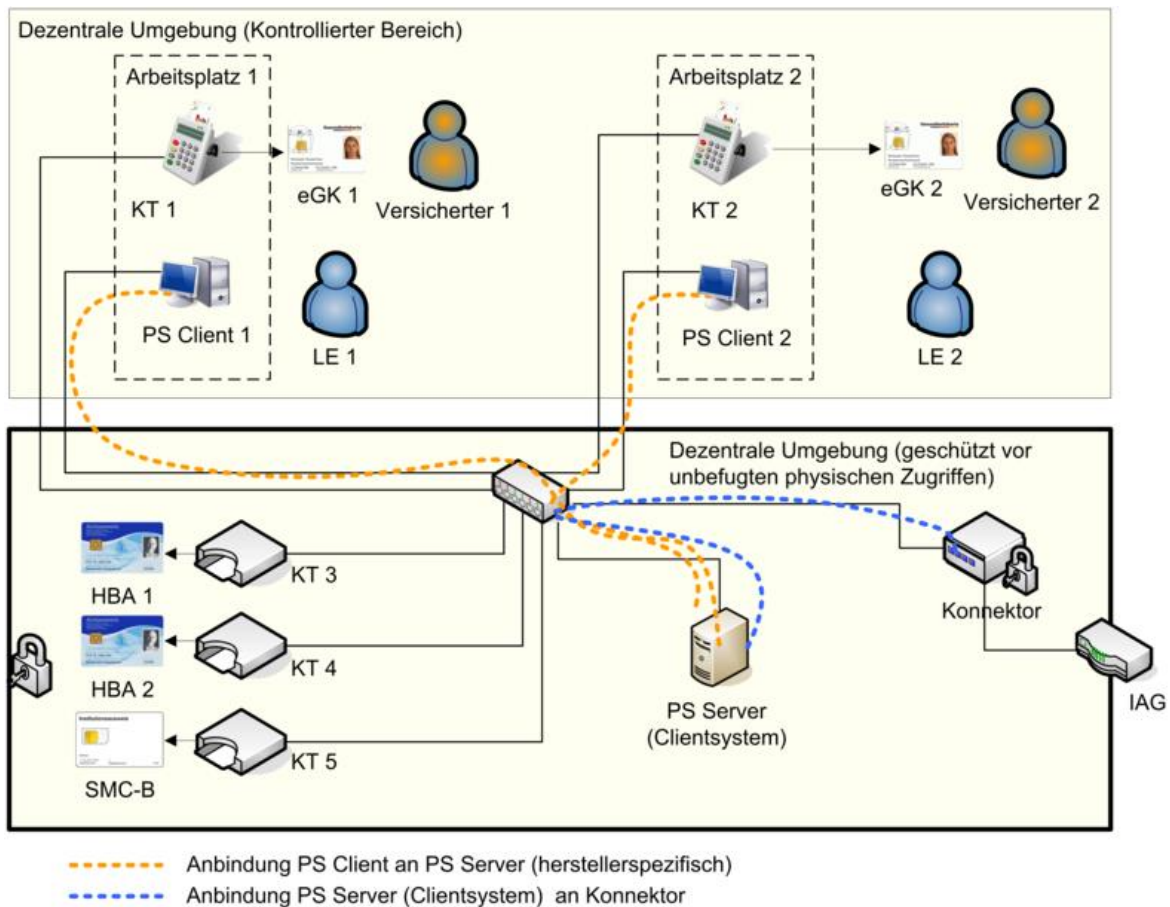 Dezentrale Umgebung (Kontrollierter Bereich)
Arbeitsplatz 1
Arbeitsplatz 2
eGK 1
eGK 2
KT 1
Versicherter 1
KT 2
Versicherter 2
PS Client 1
LE 1
PS Client 2
LE 2
Dezentrale Umgebung (geschützt vor
unbefugten physischen Zugriffen)
KT 3
HBA 1
Konnektor
KT 4
HBA 2
PS Server
(Clientsystem)
IAG
KT 5
SMC-B
Anbindung PS Client an PS Server (herstellerspezifisch)
Anbindung PS Server (Clientsystem) an Konnektor